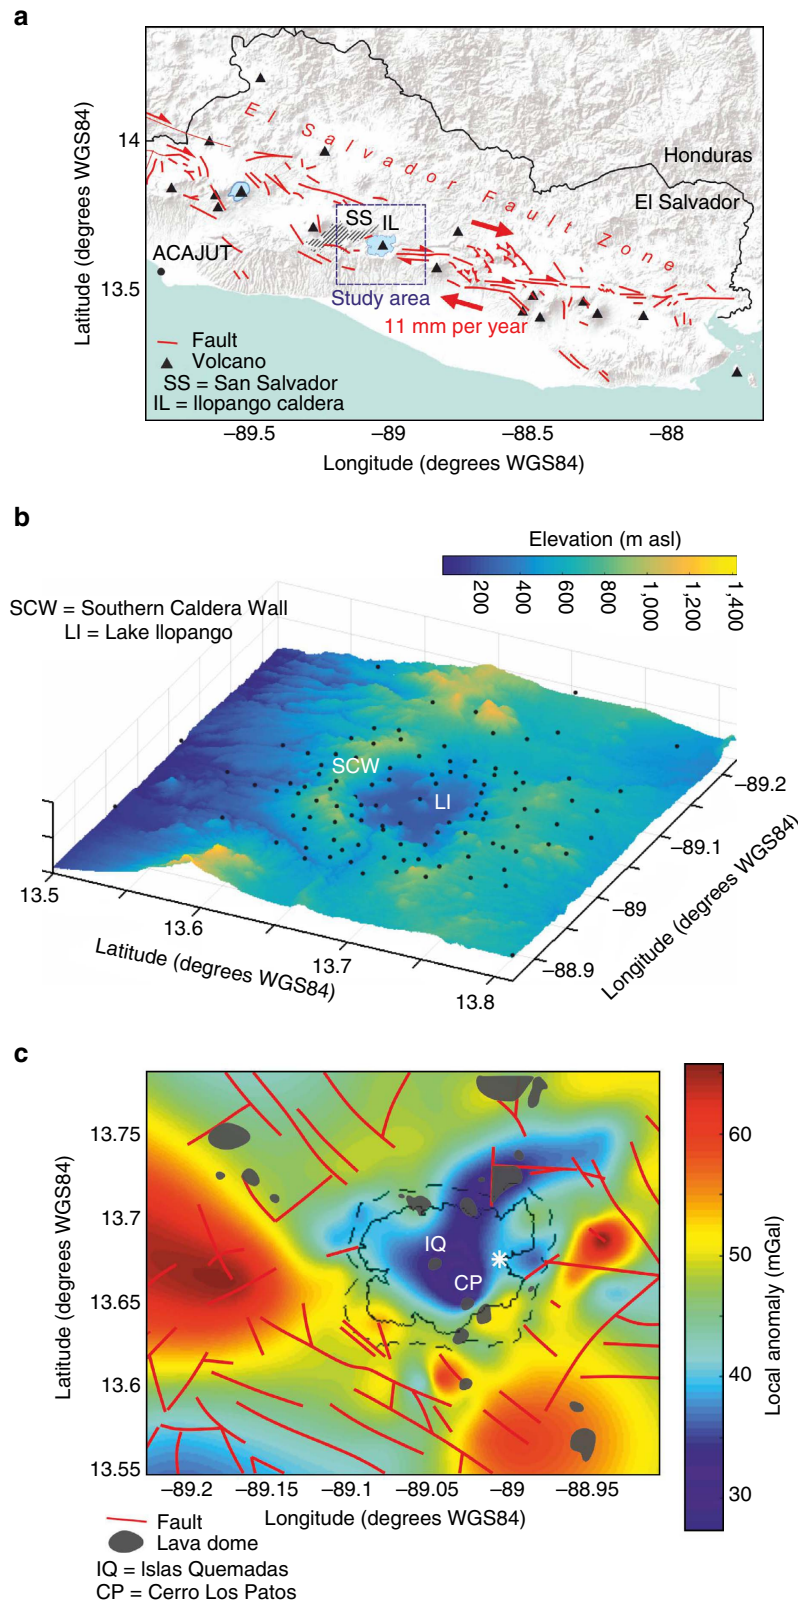 a
El Salvador Fault Zone
Honduras
El Salvador
SS
IL
ACAJUT
Study area
11 mm per year
Fault
Volcano
SS = San Salvador
IL = Ilopango caldera
14
13.5
Latitude (degrees WGS84)
–89.5
–89
–88.5
–88
Longitude (degrees WGS84)
b
Elevation (m asl)
200
400
600
800
1,000
1,200
1,400
SCW = Southern Caldera Wall
LI = Lake Ilopango
SCW
LI
–89.2
–89.1
–89
–88.9
Longitude (degrees WGS84)
13.5
13.6
13.7
13.8
Latitude (degrees WGS84)
c
13.75
13.7
13.65
13.6
13.55
Latitude (degrees WGS84)
IQ
CP
60
50
40
30
Local anomaly (mGal)
–89.2
–89.15
–89.1
–89.05
–89
–88.95
Longitude (degrees WGS84)
Fault
Lava dome
IQ = Islas Quemadas
CP = Cerro Los Patos